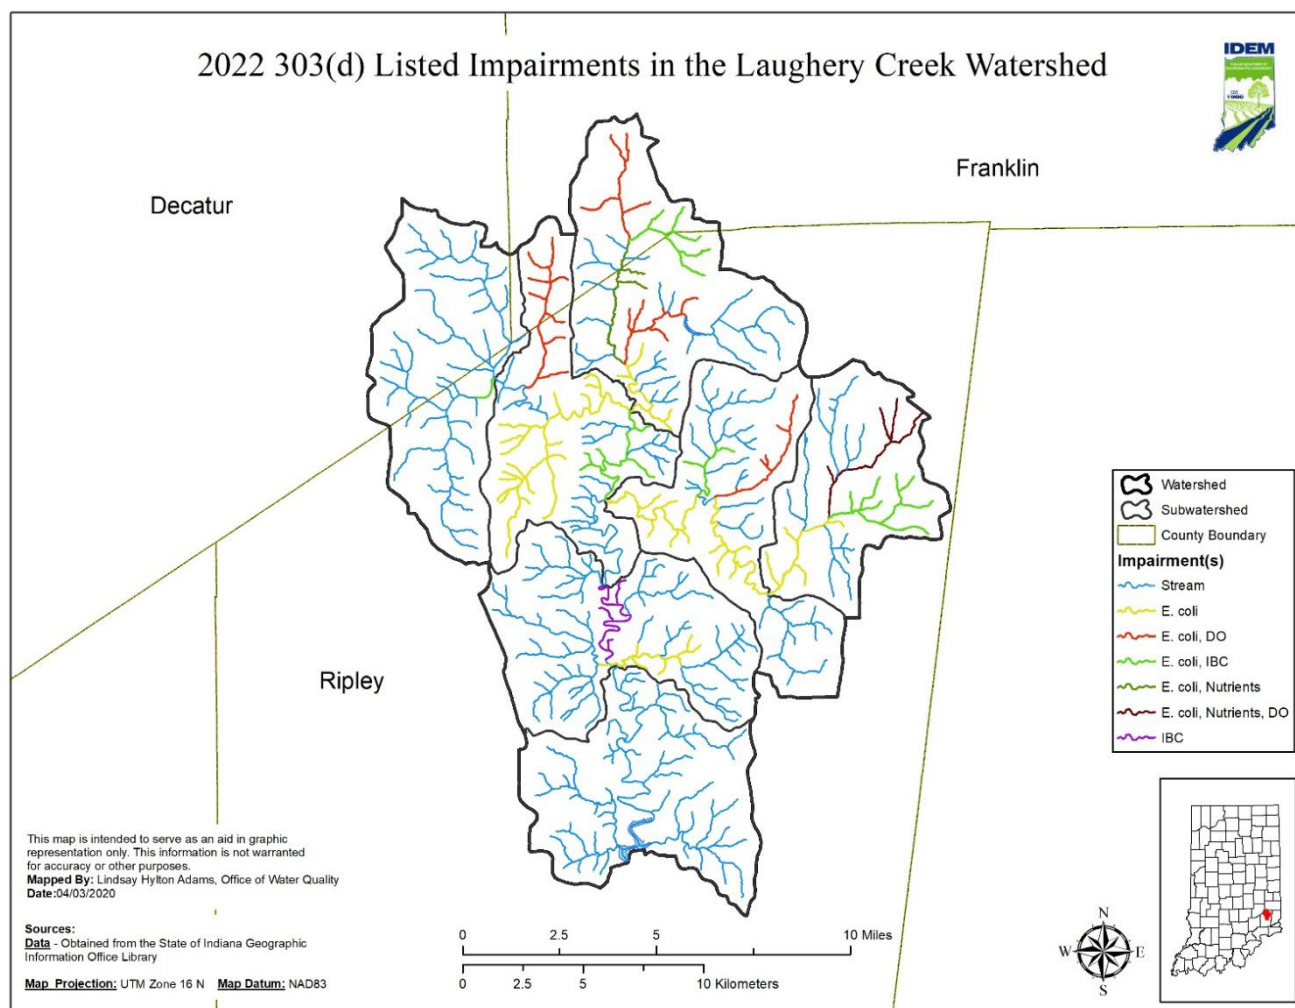 2022 303(d) Listed Impairments in the Laughery Creek Watershed
IDEM
Decatur
Franklin
Ripley
Watershed
Subwatershed
County Boundary
Impairment(s)
Stream
E. coli
E. coli, DO
E. coli, IBC
E. coli, Nutrients
E. coli, Nutrients, DO
IBC
This map is intended to serve as an aid in graphic
representation only. This information is not warranted
for accuracy or other purposes.
Mapped By: Lindsay Hylton Adams, Office of Water Quality
Date:04/03/2020
Sources:
Data - Obtained from the State of Indiana Geographic
Information Office Library
Map Projection: UTM Zone 16 N Map Datum: NAD83
0 2.5 5 10 Miles
0 2.5 5 10 Kilometers
N
W E
S